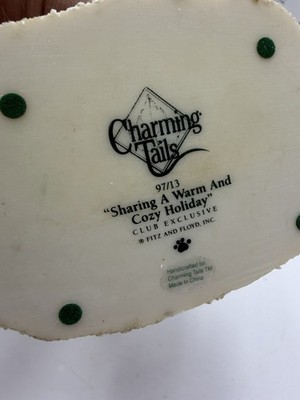 Charming
Tails
97/13
"Sharing A Warm And
Cozy Holiday"
CLUB EXCLUSIVE
® FITZ AND FLOYD, INC.
Handcrafted for
Charming Tails TM
Made in China